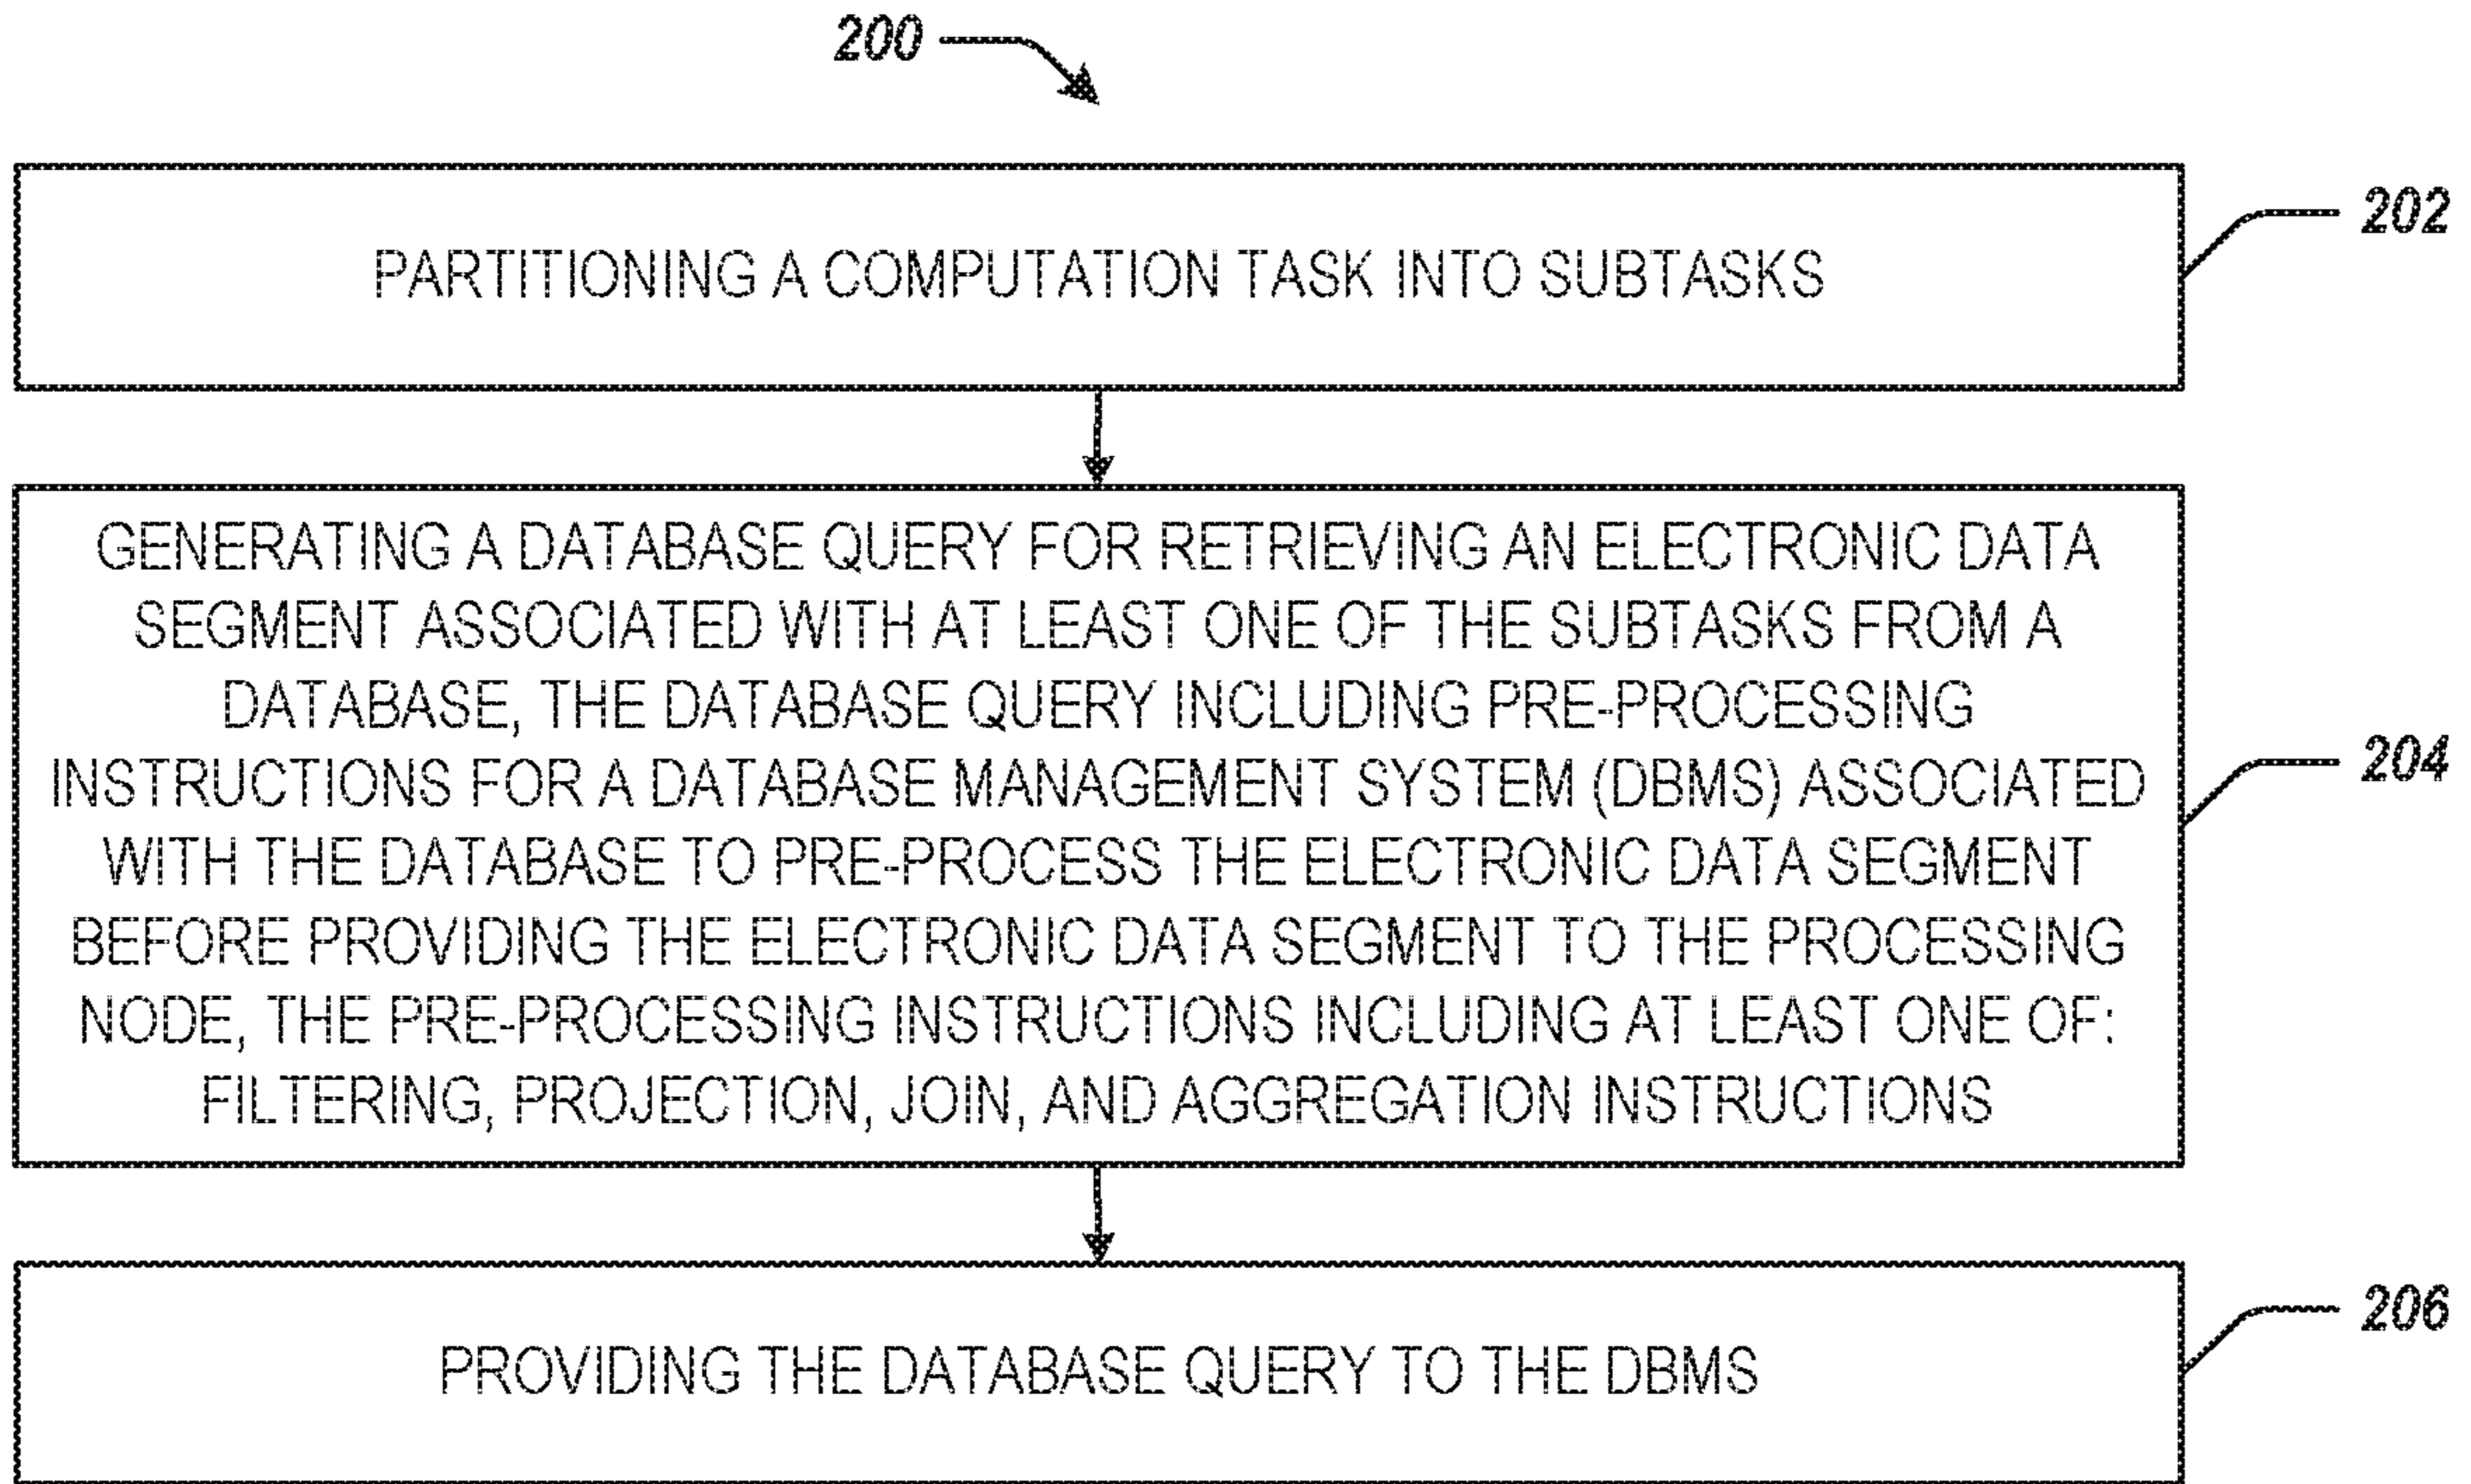 200
PARTITIONING A COMPUTATION TASK INTO SUBTASKS
202
GENERATING A DATABASE QUERY FOR RETRIEVING AN ELECTRONIC DATA
SEGMENT ASSOCIATED WITH AT LEAST ONE OF THE SUBTASKS FROM A
DATABASE, THE DATABASE QUERY INCLUDING PRE-PROCESSING
INSTRUCTIONS FOR A DATABASE MANAGEMENT SYSTEM (DBMS) ASSOCIATED
WITH THE DATABASE TO PRE-PROCESS THE ELECTRONIC DATA SEGMENT
BEFORE PROVIDING THE ELECTRONIC DATA SEGMENT TO THE PROCESSING
NODE, THE PRE-PROCESSING INSTRUCTIONS INCLUDING AT LEAST ONE OF:
FILTERING, PROJECTION, JOIN, AND AGGREGATION INSTRUCTIONS
204
PROVIDING THE DATABASE QUERY TO THE DBMS
206